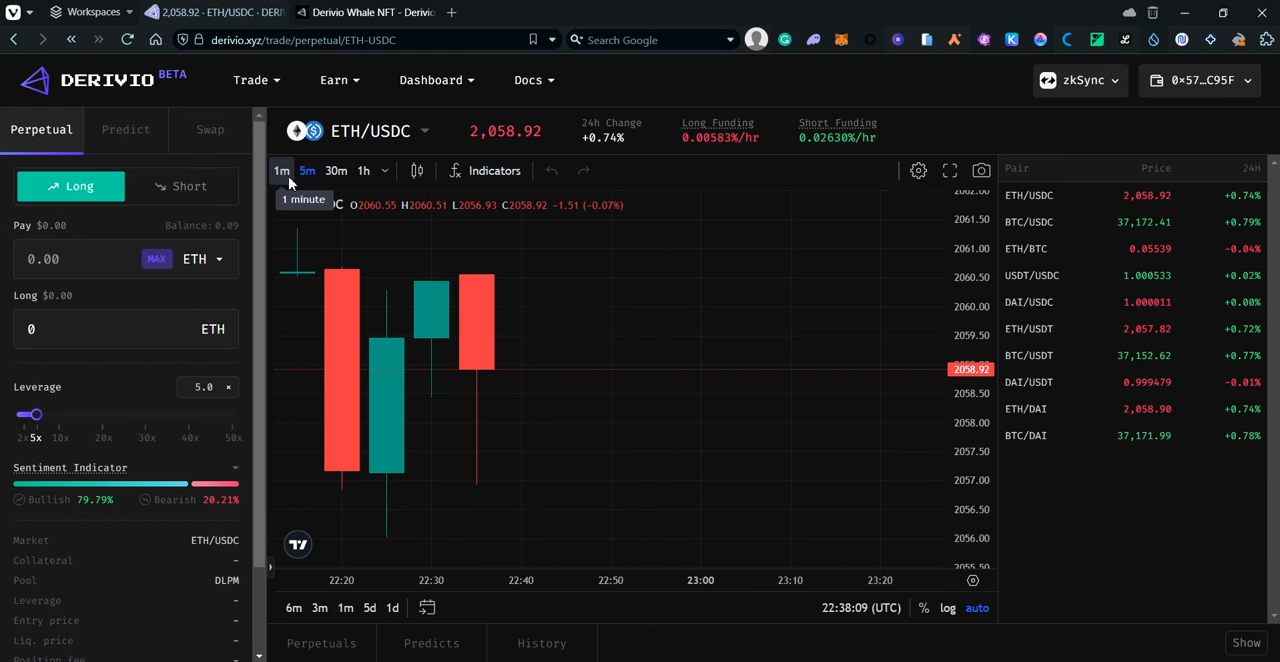 Workspaces
2,058.92 · ETH/USDC · DERI
Derivio Whale NFT - Derivio
derivio.xyz/trade/perpetual/ETH-USDC
Search Google
DERIVIO BETA
Trade
Earn
Dashboard
Docs
zkSync
0×57...C95F
Perpetual
Predict
Swap
ETH/USDC
2,058.92
24h Change
+0.74%
Long Funding
0.00583%/hr
Short Funding
0.02630%/hr
1m 5m 30m 1h
Indicators
1 minute
C O2060.55 H2060.51 L2056.93 C2058.92 −1.51 (−0.07%)
Long
Short
Pay $0.00
Balance:0.09
0.00 MAX ETH
Long $0.00
0 ETH
Leverage 5.0 ×
2x 5x 10x 20x 30x 40x 50x
Sentiment Indicator
Bullish 79.79%
Bearish 20.21%
Market ETH/USDC
Collateral -
Pool DLPM
Leverage -
Entry price -
Liq. price -
Position fee
2062.00
2061.50
2061.00
2060.50
2060.00
2059.50
2058.92
2058.50
2058.00
2057.50
2057.00
2056.50
2056.00
2055.50
22:20 22:30 22:40 22:50 23:00 23:10 23:20
6m 3m 1m 5d 1d
22:38:09 (UTC) % log auto
Perpetuals
Predicts
History
Show
Pair Price 24H
ETH/USDC 2,058.92 +0.74%
BTC/USDC 37,172.41 +0.79%
ETH/BTC 0.05539 -0.04%
USDT/USDC 1.000533 +0.02%
DAI/USDC 1.000011 +0.00%
ETH/USDT 2,057.82 +0.72%
BTC/USDT 37,152.62 +0.77%
DAI/USDT 0.999479 -0.01%
ETH/DAI 2,058.90 +0.74%
BTC/DAI 37,171.99 +0.78%